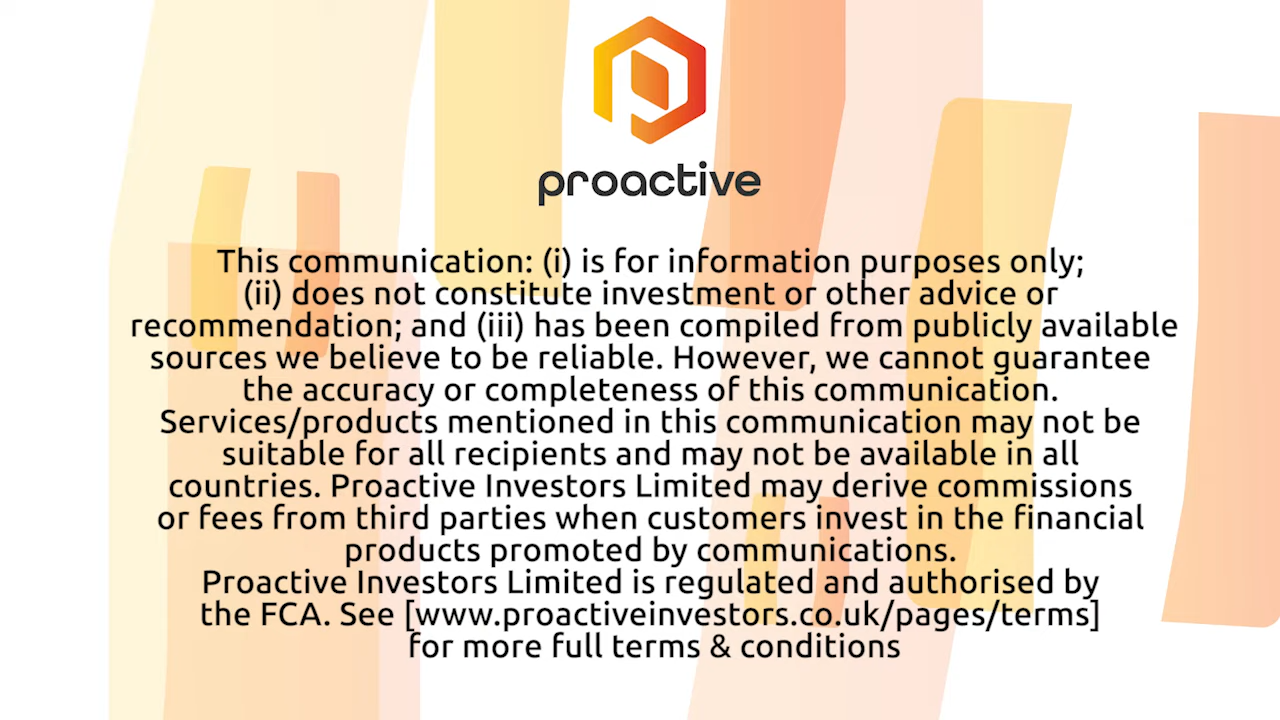 proactive
This communication: (i) is for information purposes only;
(ii) does not constitute investment or other advice or
recommendation; and (iii) has been compiled from publicly available
sources we believe to be reliable. However, we cannot guarantee
the accuracy or completeness of this communication.
Services/products mentioned in this communication may not be
suitable for all recipients and may not be available in all
countries. Proactive Investors Limited may derive commissions
or fees from third parties when customers invest in the financial
products promoted by communications.
Proactive Investors Limited is regulated and authorised by
the FCA. See [www.proactiveinvestors.co.uk/pages/terms]
for more full terms & conditions